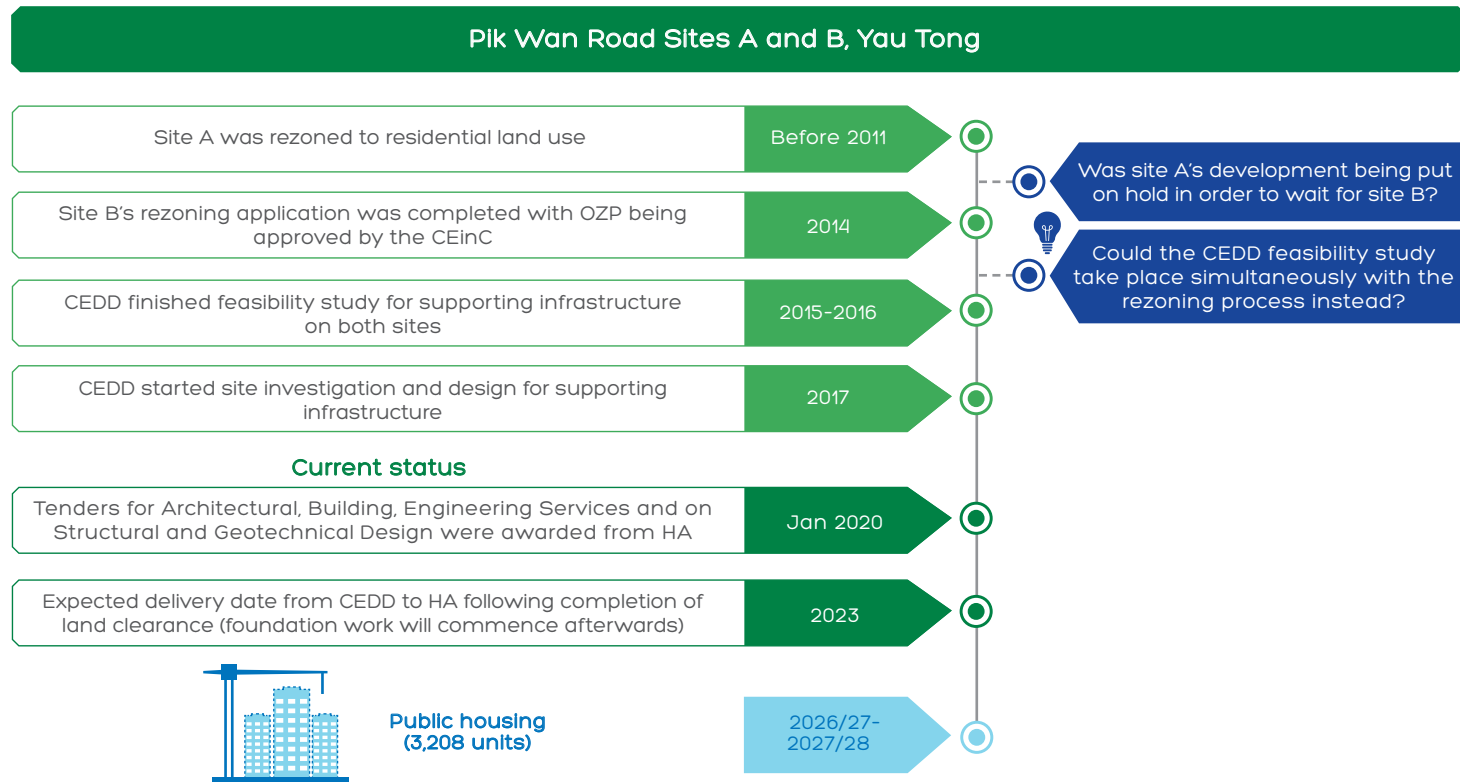 Pik Wan Road Sites A and B, Yau Tong
Site A was rezoned to residential land use
Before 2011
Was site A's development being put
on hold in order to wait for site B?
Site B's rezoning application was completed with OZP being
approved by the CEinC
2014
Could the CEDD feasibility study
take place simultaneously with the
rezoning process instead?
CEDD finished feasibility study for supporting infrastructure
on both sites
2015-2016
CEDD started site investigation and design for supporting
infrastructure
2017
Current status
Tenders for Architectural, Building, Engineering Services and on
Structural and Geotechnical Design were awarded from HA
Jan 2020
Expected delivery date from CEDD to HA following completion of
land clearance (foundation work will commence afterwards)
2023
Public housing
(3,208 units)
2026/27-
2027/28